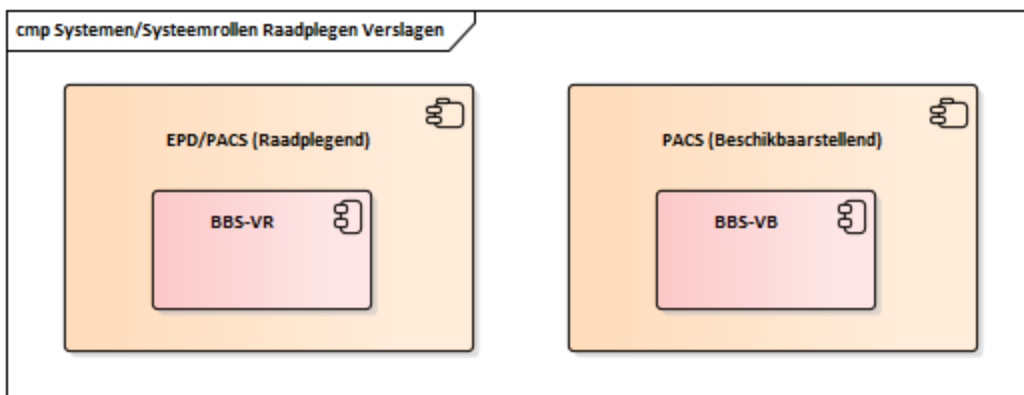 cmp Systemen/Systeemrollen Raadplegen Verslagen
EPD/PACS (Raadplegend)
BBS-VR
PACS (Beschikbaarstellend)
BBS-VB